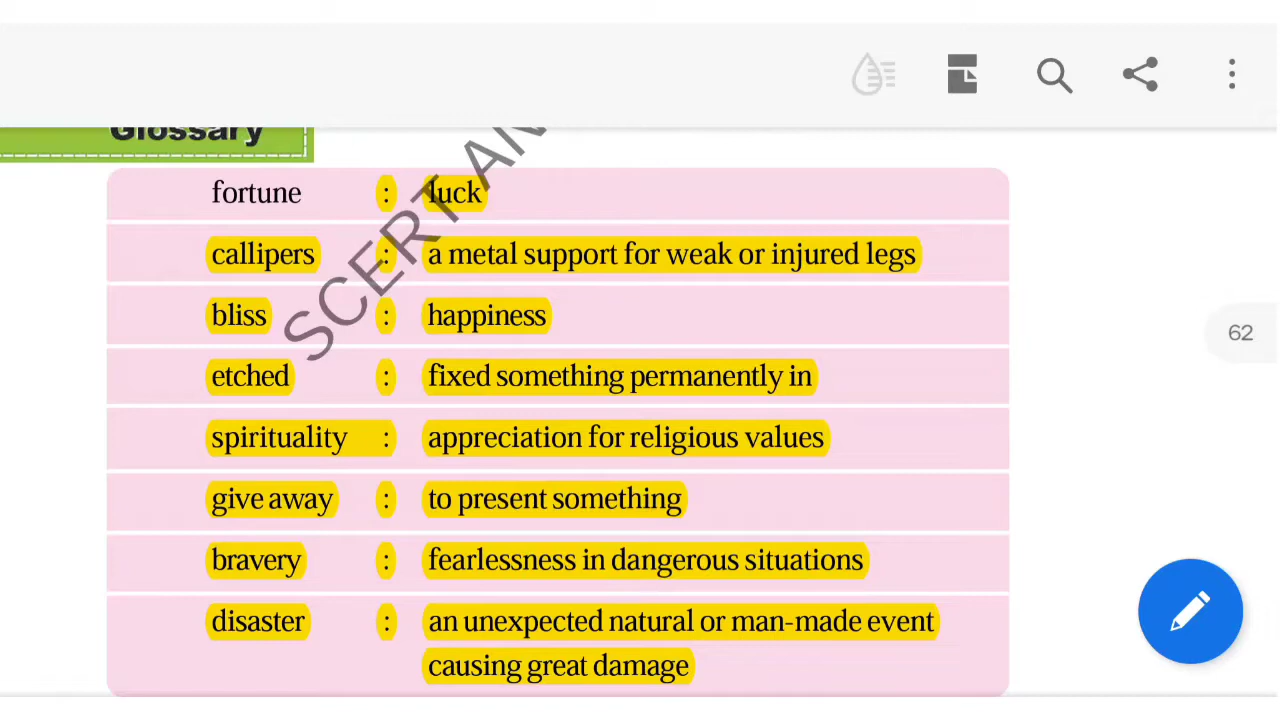 Glossary
fortune : luck
callipers : a metal support for weak or injured legs
bliss : happiness
etched : fixed something permanently in
spirituality : appreciation for religious values
give away : to present something
bravery : fearlessness in dangerous situations
disaster : an unexpected natural or man-made event
causing great damage
SCERT
62